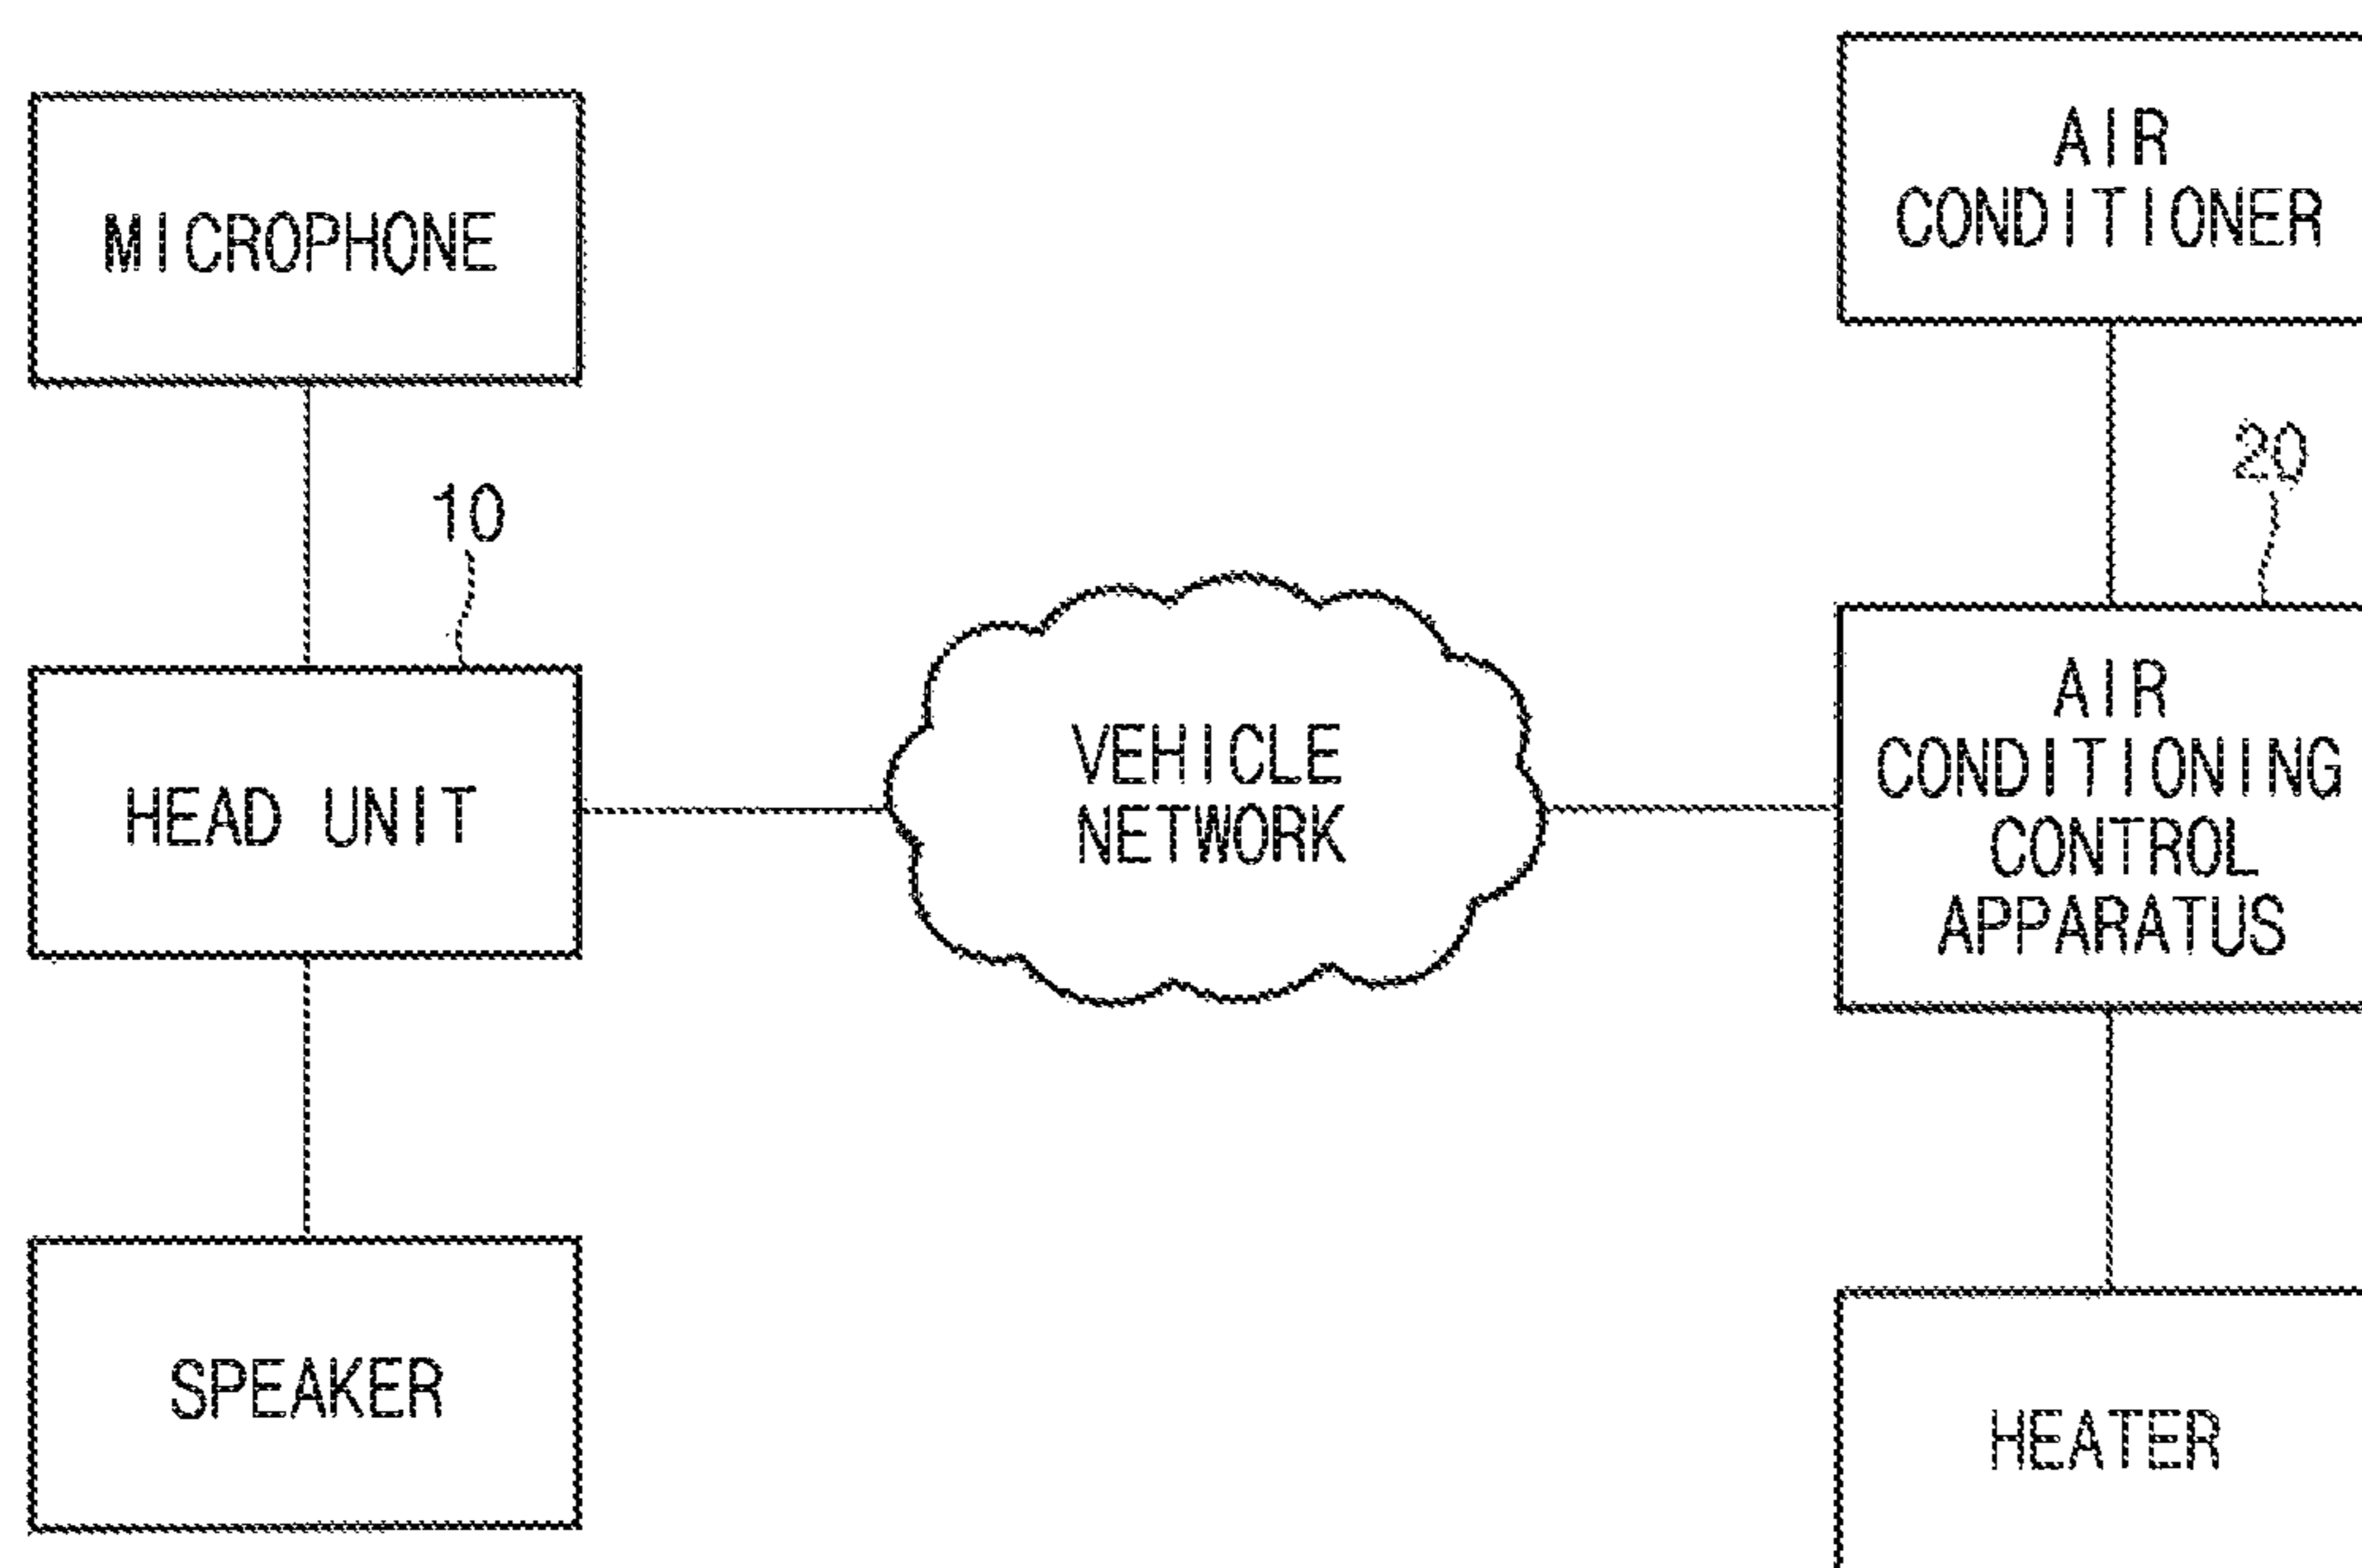 MICROPHONE
10
HEAD UNIT
SPEAKER
VEHICLE
NETWORK
AIR
CONDITIONER
20
AIR
CONDITIONING
CONTROL
APPARATUS
HEATER